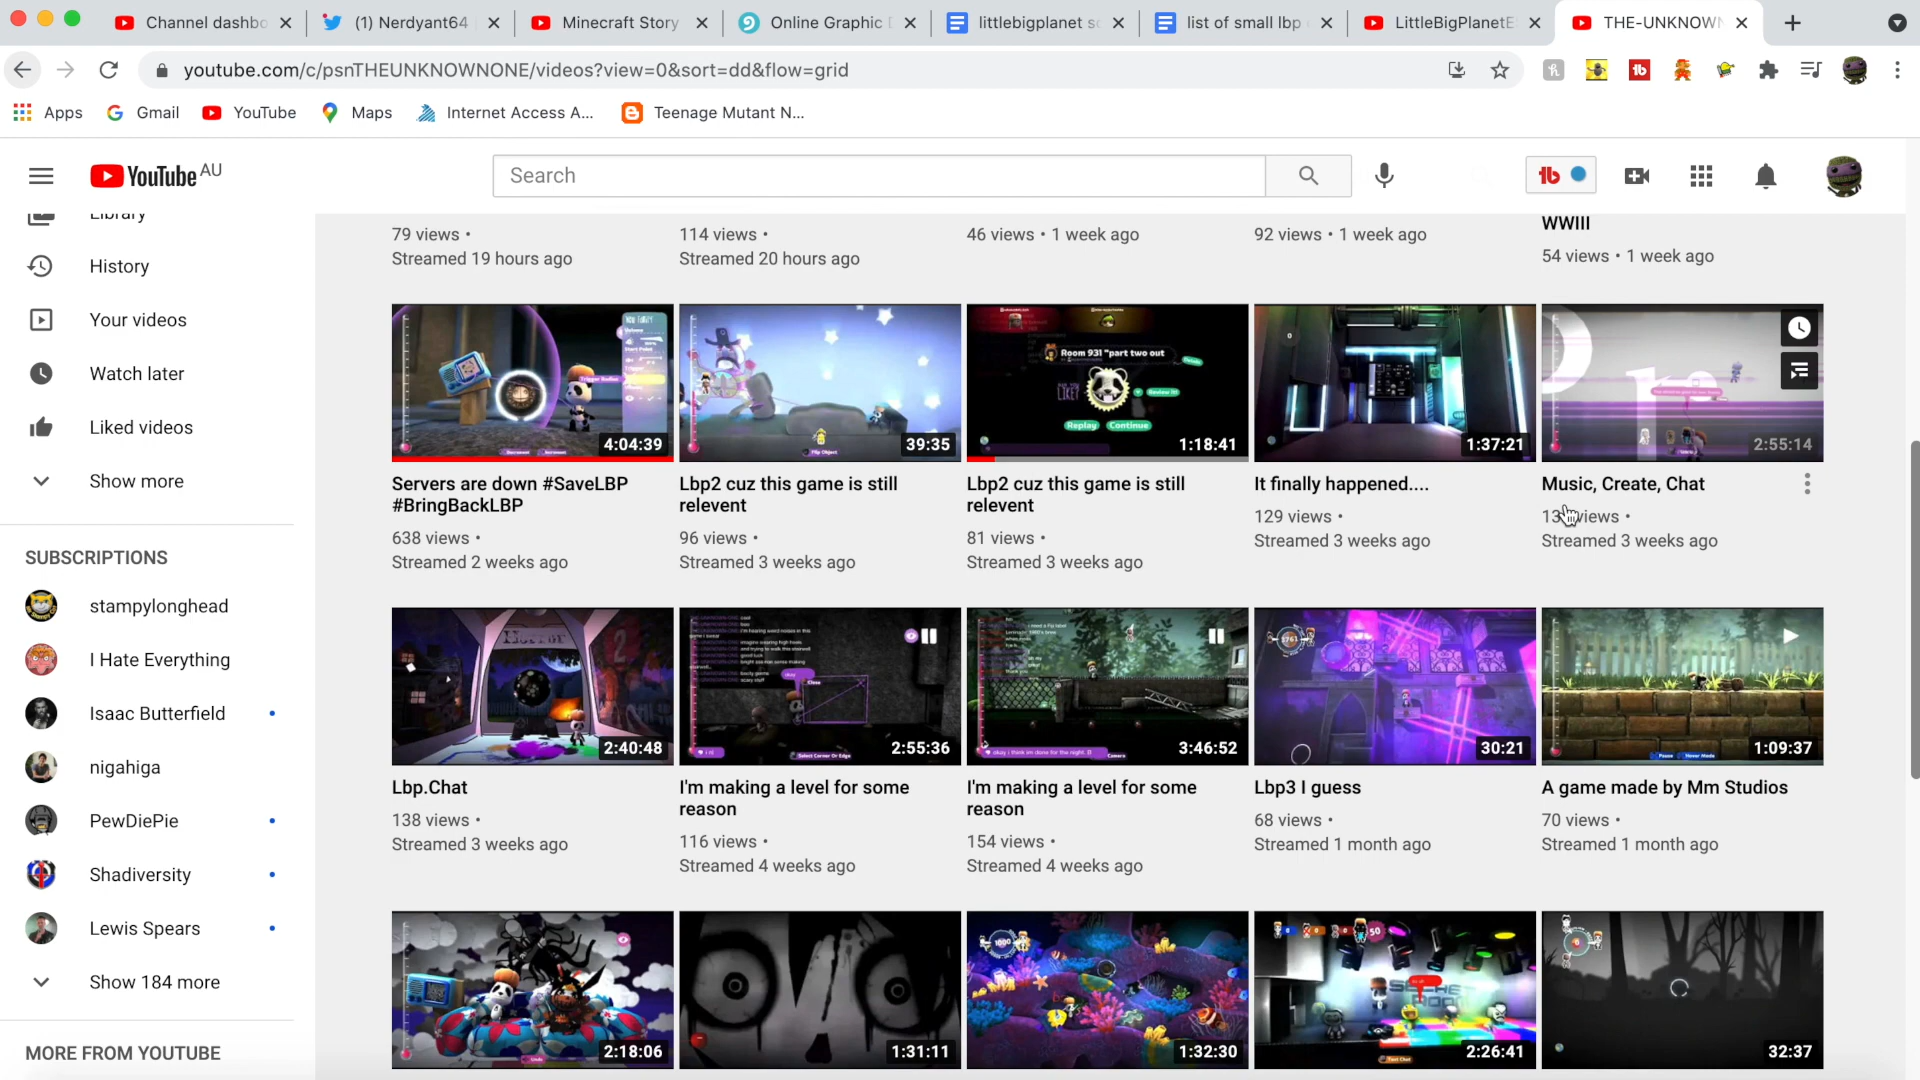 Channel dashbo
(1) Nerdyant64
Minecraft Story
Online Graphic
littlebigplanet s
list of small lbp
LittleBigPlanetE
THE-UNKNOWN
youtube.com/c/psnTHEUNKNOWNONE/videos?view=0&sort=dd&flow=grid
Apps
Gmail
YouTube
Maps
Internet Access A...
Teenage Mutant N...
YouTube AU
Search
Library
History
Your videos
Watch later
Liked videos
Show more
SUBSCRIPTIONS
stampylonghead
I Hate Everything
Isaac Butterfield
nigahiga
PewDiePie
Shadiversity
Lewis Spears
Show 184 more
MORE FROM YOUTUBE
79 views •
Streamed 19 hours ago
114 views •
Streamed 20 hours ago
46 views • 1 week ago
92 views • 1 week ago
WWIII
54 views • 1 week ago
4:04:39
39:35
Room 931 "part two out
Replay Continue
1:18:41
1:37:21
2:55:14
Servers are down #SaveLBP
#BringBackLBP
638 views •
Streamed 2 weeks ago
Lbp2 cuz this game is still
relevent
96 views •
Streamed 3 weeks ago
Lbp2 cuz this game is still
relevent
81 views •
Streamed 3 weeks ago
It finally happened....
129 views •
Streamed 3 weeks ago
Music, Create, Chat
views •
Streamed 3 weeks ago
2:40:48
2:55:36
3:46:52
30:21
1:09:37
Lbp.Chat
138 views •
Streamed 3 weeks ago
I'm making a level for some
reason
116 views •
Streamed 4 weeks ago
I'm making a level for some
reason
154 views •
Streamed 4 weeks ago
Lbp3 I guess
68 views •
Streamed 1 month ago
A game made by Mm Studios
70 views •
Streamed 1 month ago
2:18:06
1:31:11
1:32:30
2:26:41
32:37